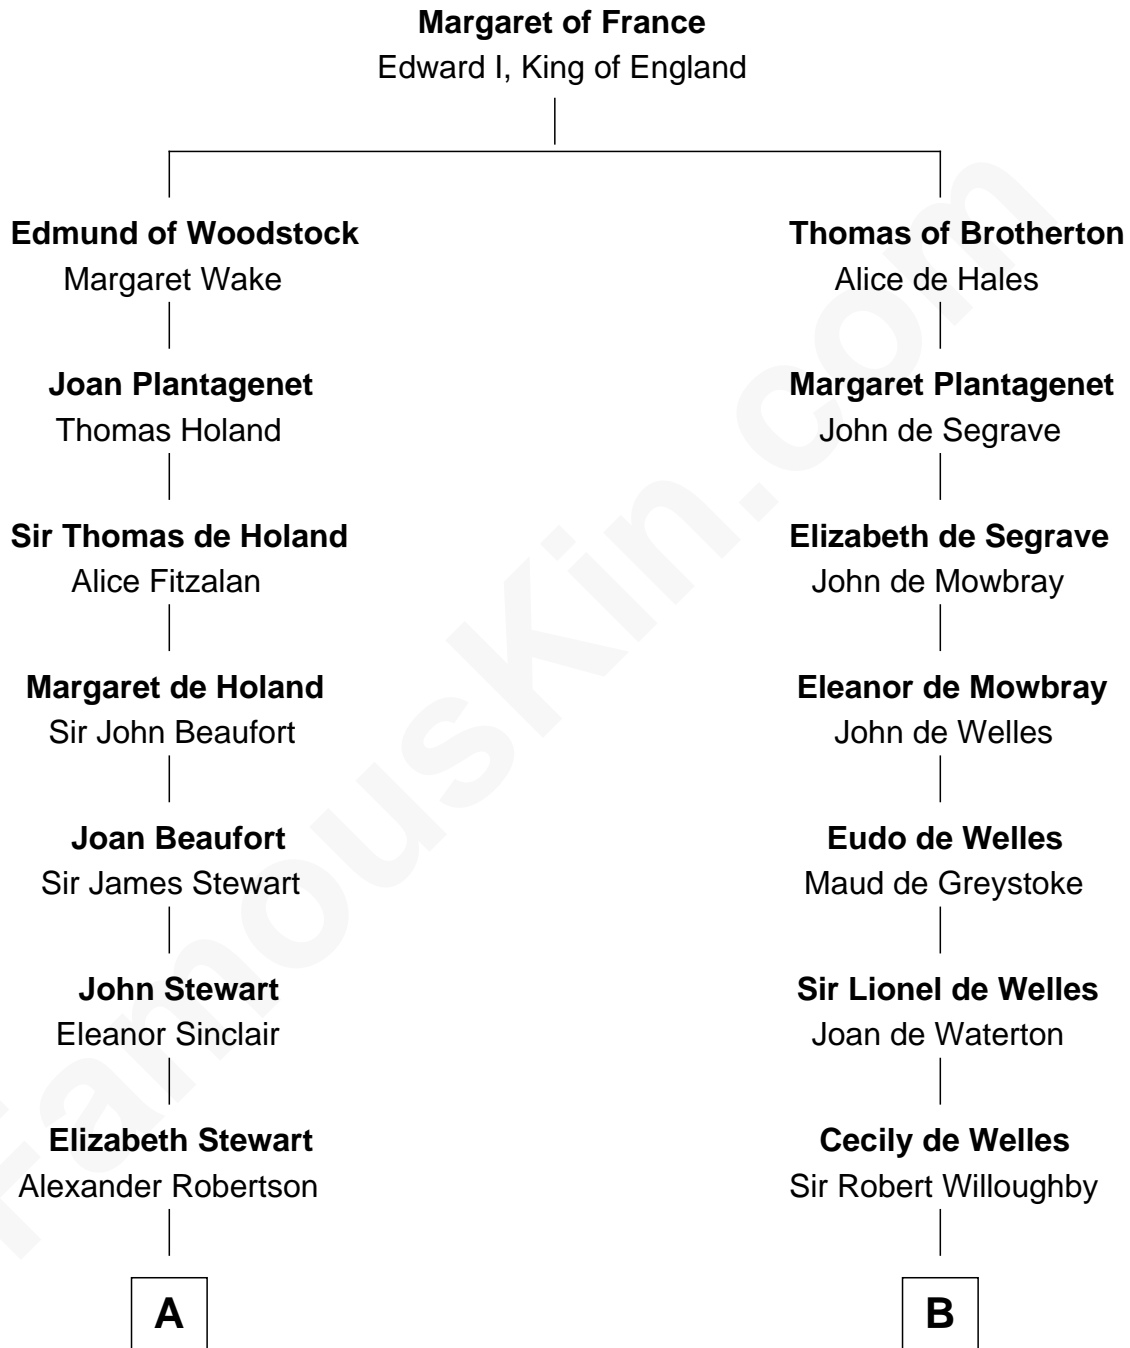 Margaret of France
Edward I, King of England
Edmund of Woodstock
Margaret Wake
Joan Plantagenet
Thomas Holand
Sir Thomas de Holand
Alice Fitzalan
Margaret de Holand
Sir John Beaufort
Joan Beaufort
Sir James Stewart
John Stewart
Eleanor Sinclair
Elizabeth Stewart
Alexander Robertson
A
Thomas of Brotherton
Alice de Hales
Margaret Plantagenet
John de Segrave
Elizabeth de Segrave
John de Mowbray
Eleanor de Mowbray
John de Welles
Eudo de Welles
Maud de Greystoke
Sir Lionel de Welles
Joan de Waterton
Cecily de Welles
Sir Robert Willoughby
B
FamousKin.com